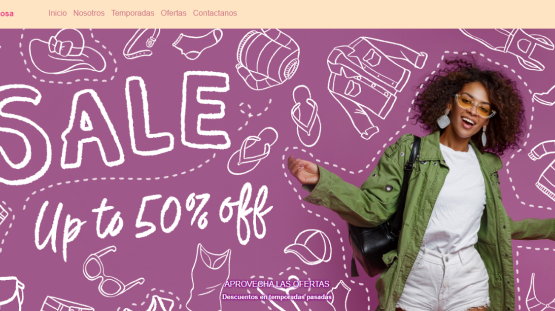 osa Inicio Nosotros Temporadas Ofertas Contactanos
SALE
Up to 50% off
APROVECHA LAS OFERTAS
Descuentos en temporadas pasadas